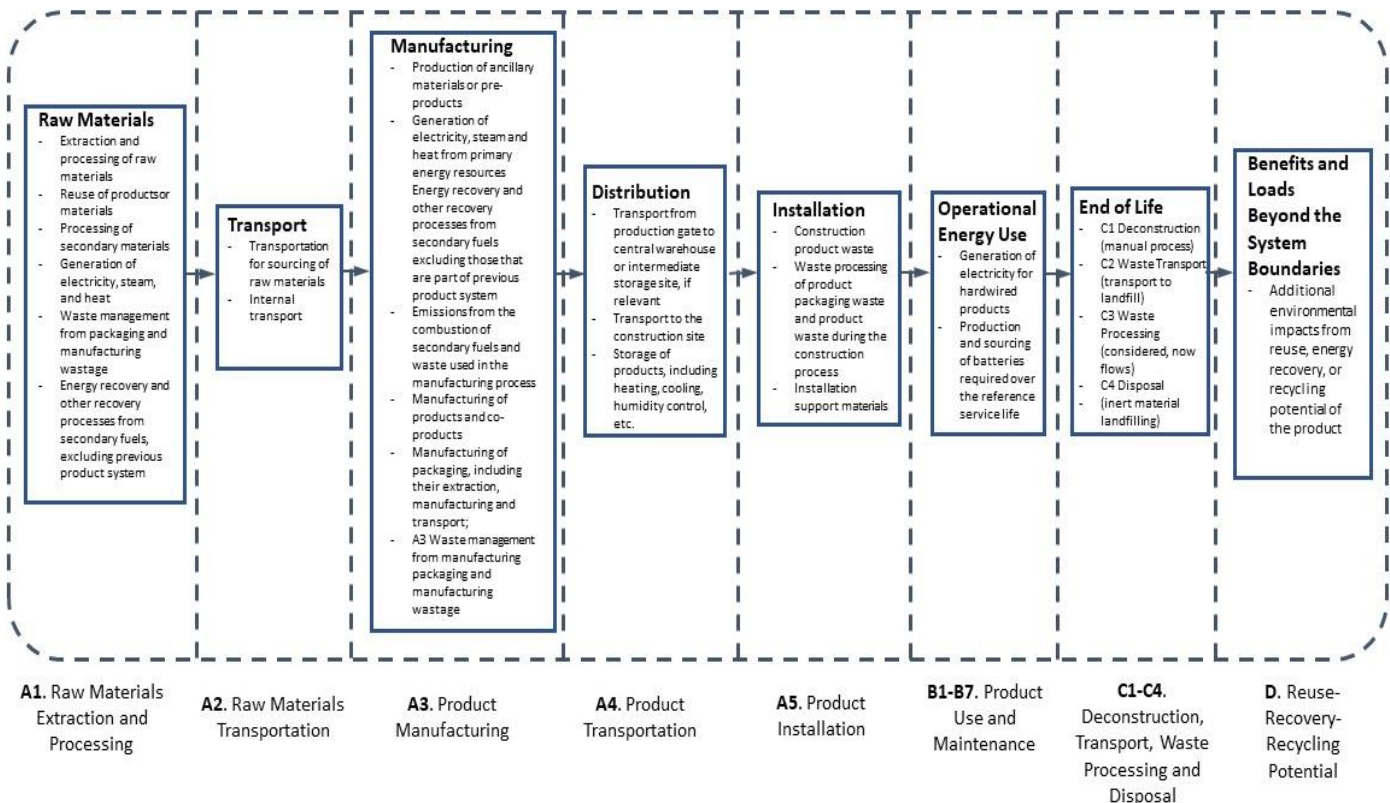 Raw Materials
- Extraction and
processing of raw
materials
- Reuse of productsor
materials
- Processing of
secondary materials
- Generation of
electricity, steam,
and heat
- Waste management
from packaging and
manufacturing
wastage
- Energy recovery and
other recovery
processes from
secondary fuels,
excluding previous
product system
Transport
- Transportation
for sourcing of
raw materials
- Internal
transport
Manufacturing
- Production of ancillary
materials or pre-
products
- Generation of
electricity, steam and
heat from primary
energy resources
Energy recovery and
other recovery
processes from
secondary fuels
excluding those that
are part of previous
product system
- Emissions from the
combustion of
secondary fuels and
waste used in the
manufacturing process
- Manufacturing of
products and co-
products
- Manufacturing of
packaging, including
their extraction,
manufacturing and
transport;
- A3 Waste management
from manufacturing
packaging and
manufacturing
wastage
Distribution
- Transport from
production gate to
central warehouse
or intermediate
storage site, if
relevant
- Transport to the
construction site
- Storage of
products, including
heating, cooling,
humidity control,
etc.
Installation
- Construction
product waste
- Waste processing
of product
packaging waste
and product
waste during the
construction
process
- Installation
support materials
Operational
Energy Use
- Generation of
electricity for
hardwired
products
- Production
and sourcing
of batteries
required over
the reference
service life
End of Life
- C1 Deconstruction
(manual process)
- C2 Waste Transport
(transport to
landfill)
- C3 Waste
Processing
(considered, now
flows)
- C4 Disposal
- (inert material
landfilling)
Benefits and
Loads
Beyond the
System
Boundaries
- Additional
environmental
impacts from
reuse, energy
recovery, or
recycling
potential of
the product
A1. Raw Materials
Extraction and
Processing
A2. Raw Materials
Transportation
A3. Product
Manufacturing
A4. Product
Transportation
A5. Product
Installation
B1-B7. Product
Use and
Maintenance
C1-C4.
Deconstruction,
Transport, Waste
Processing and
Disposal
D. Reuse-
Recovery-
Recycling
Potential